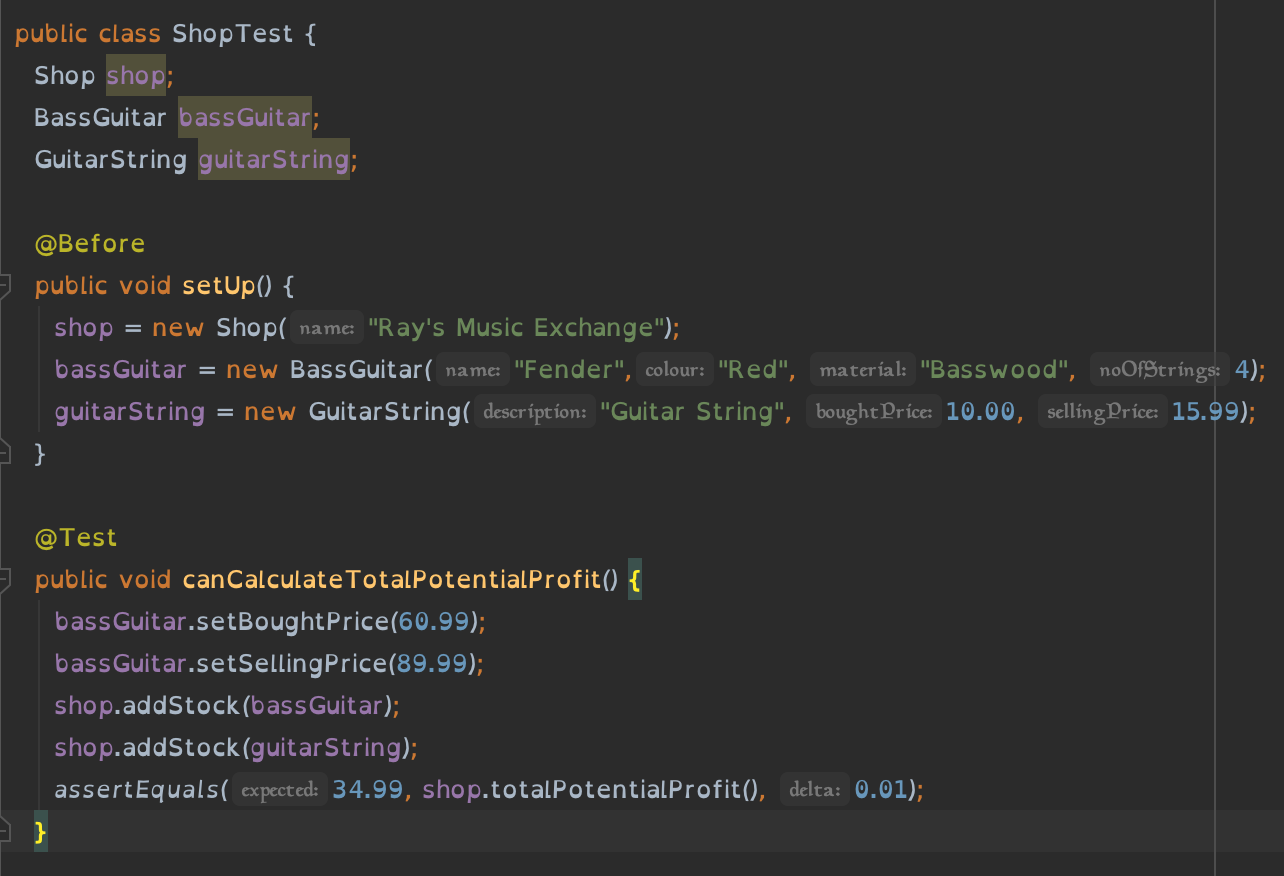 public class ShopTest {
Shop shop;
BassGuitar bassGuitar;
GuitarString guitarString;
@Before
public void setUp() {
shop = new Shop( name: "Ray's Music Exchange");
bassGuitar = new BassGuitar( name: "Fender", colour: "Red", material: "Basswood", noOfStrings: 4);
guitarString = new GuitarString( description: "Guitar String", boughtPrice: 10.00, sellingPrice: 15.99);
}
@Test
public void canCalculateTotalPotentialProfit() {
bassGuitar.setBoughtPrice(60.99);
bassGuitar.setSellingPrice(89.99);
shop.addStock(bassGuitar);
shop.addStock(guitarString);
assertEquals( expected: 34.99, shop.totalPotentialProfit(), delta: 0.01);
}